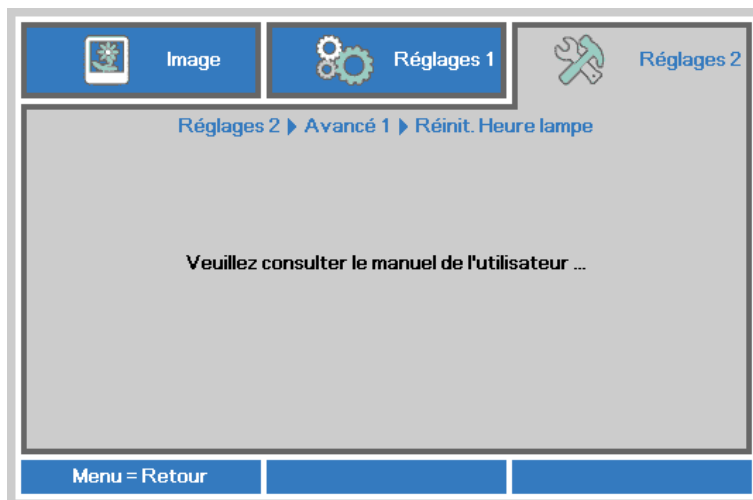 Image
Réglages 1
Réglages 2
Réglages 2 ▶ Avancé 1 ▶ Réinit. Heure lampe
Veuillez consulter le manuel de l'utilisateur ...
Menu = Retour